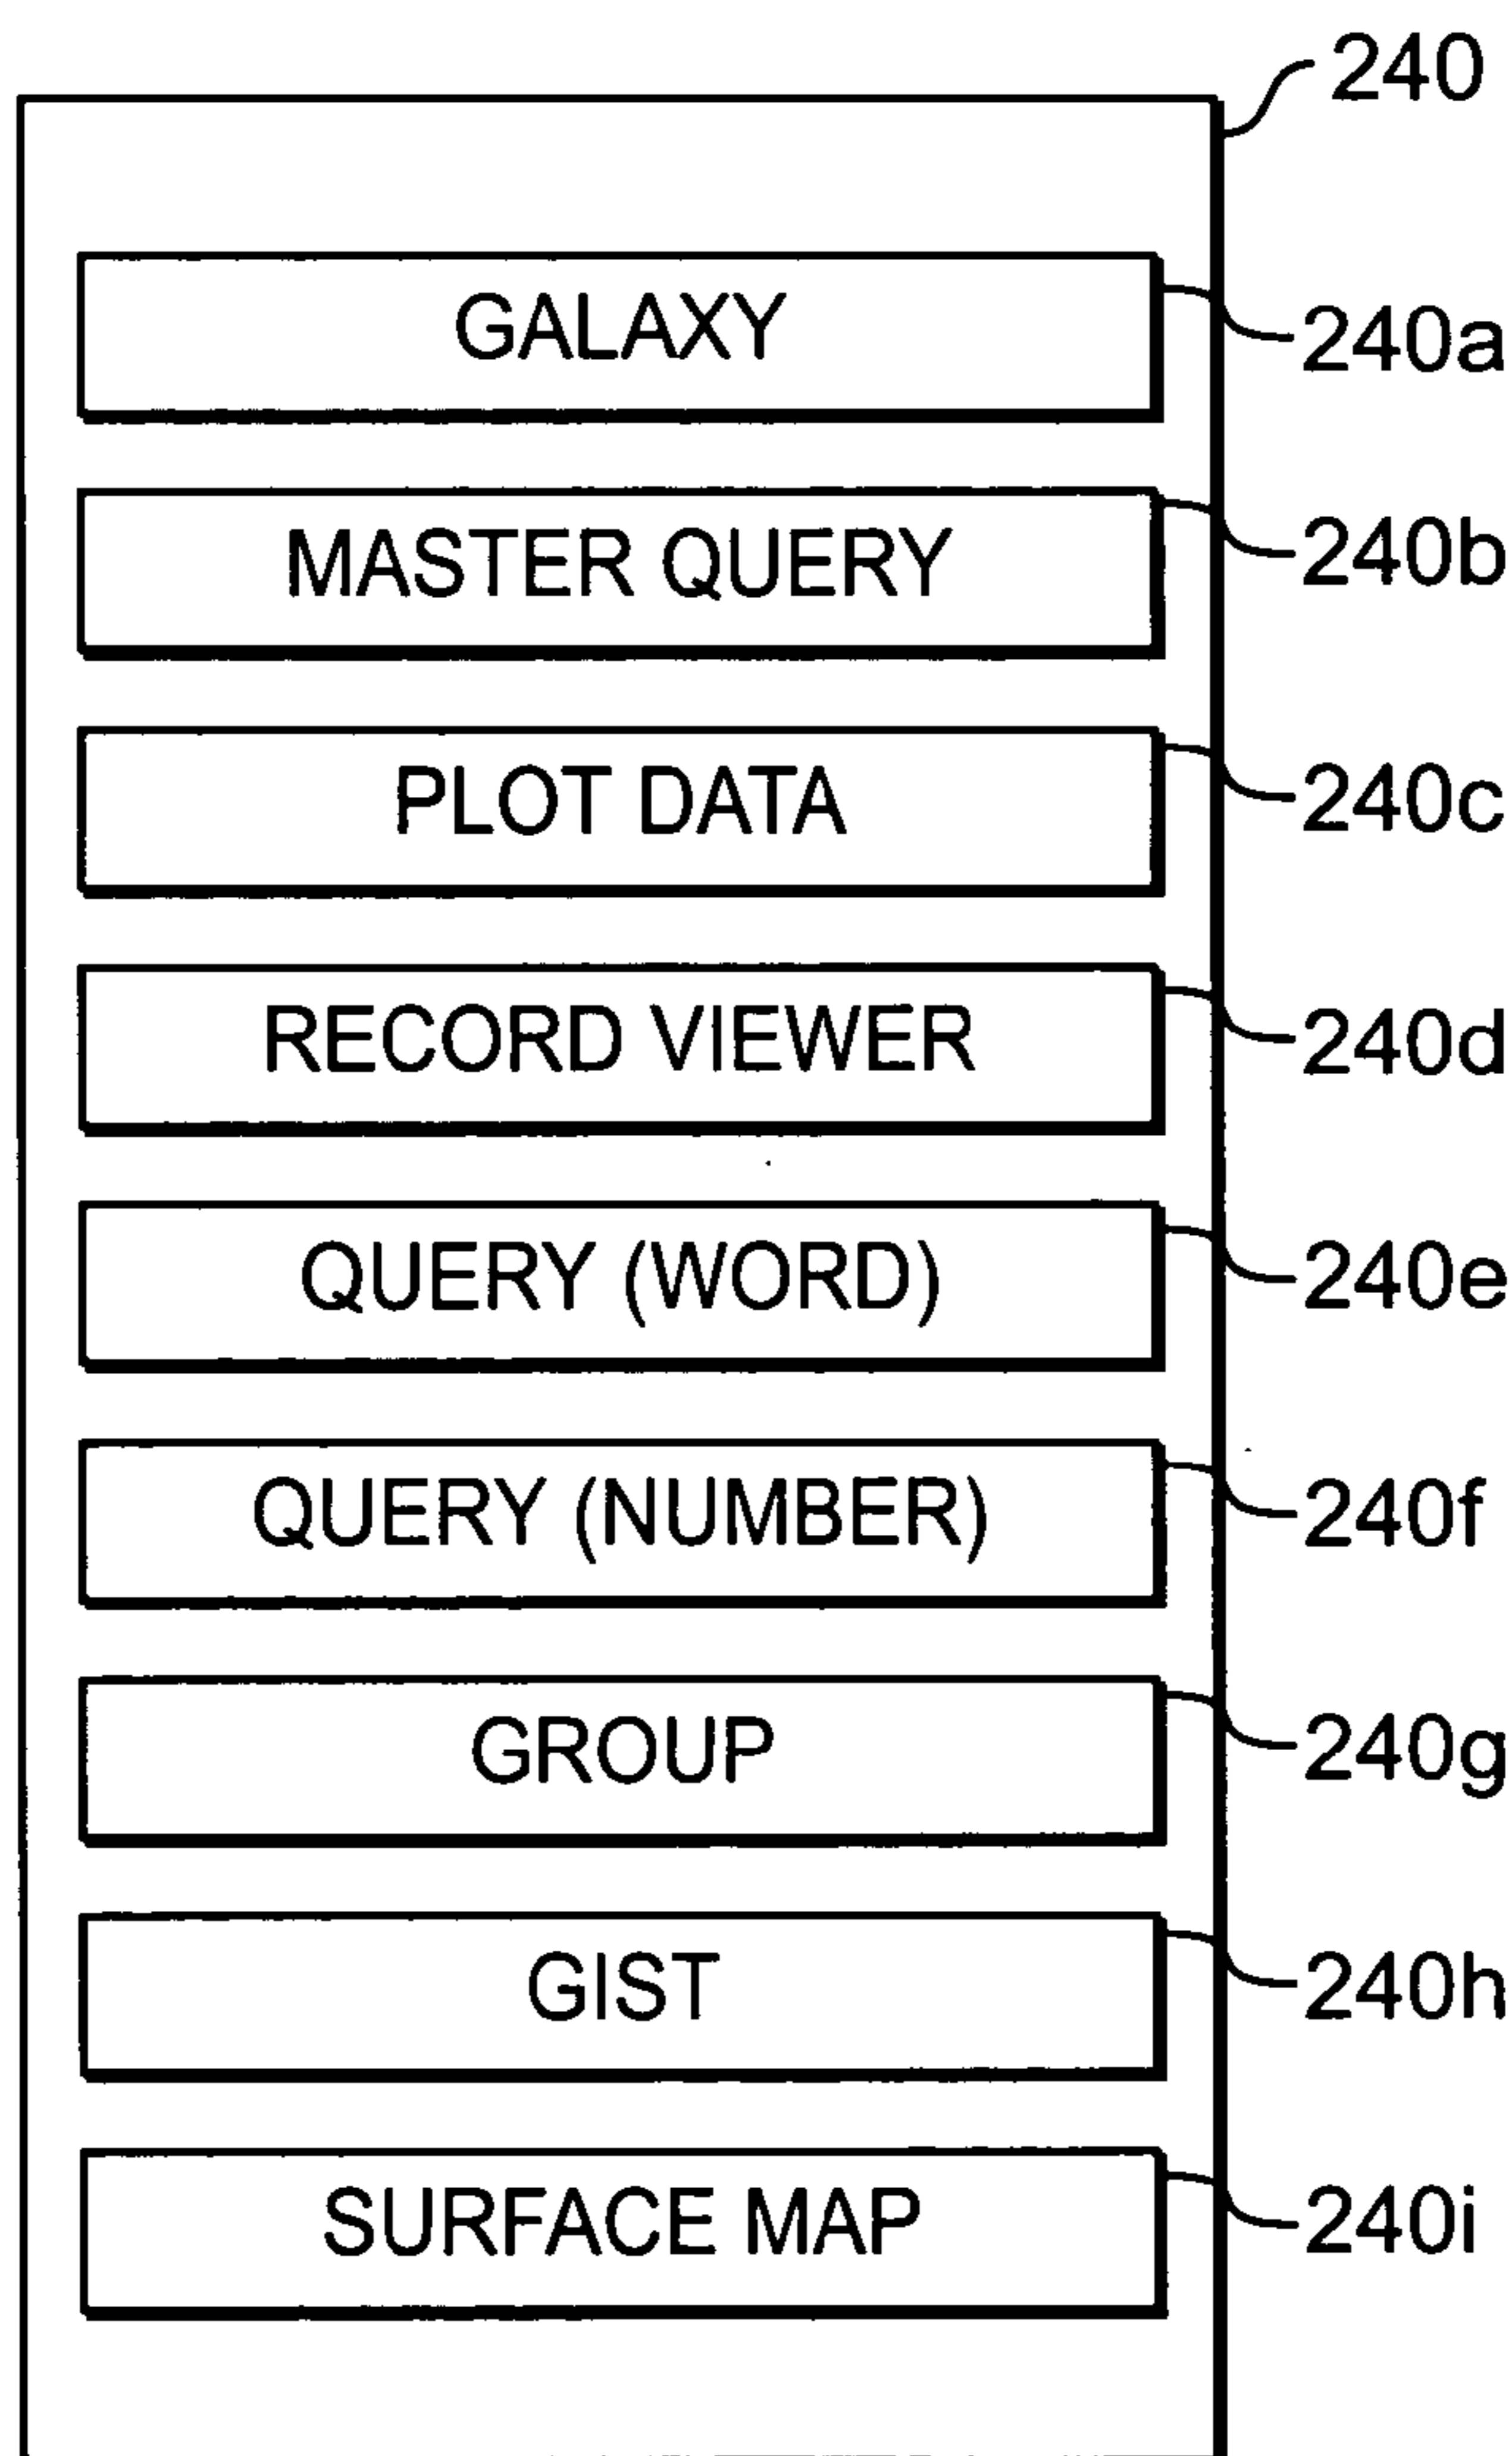 240
GALAXY 240a
MASTER QUERY 240b
PLOT DATA 240c
RECORD VIEWER 240d
QUERY (WORD) 240e
QUERY (NUMBER) 240f
GROUP 240g
GIST 240h
SURFACE MAP 240i